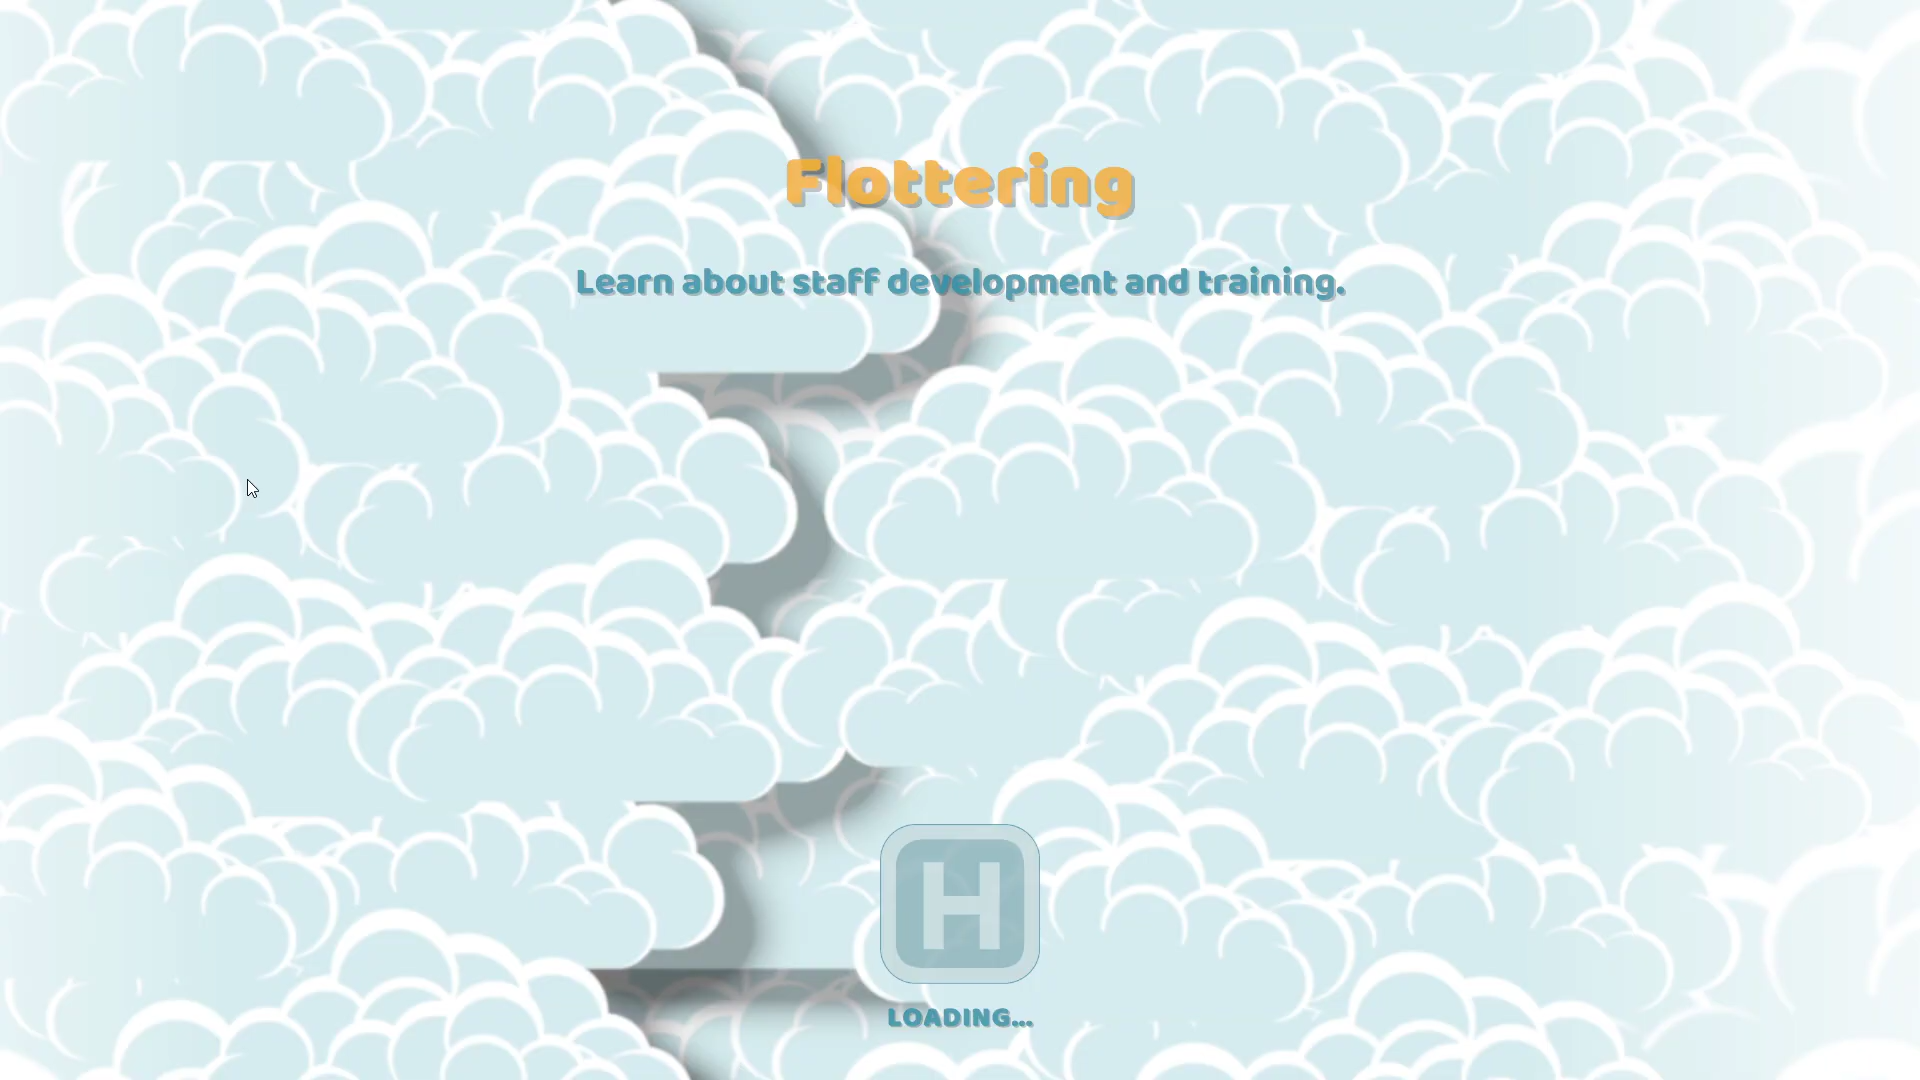 Flottering
Learn about staff development and training.
H
LOADING...